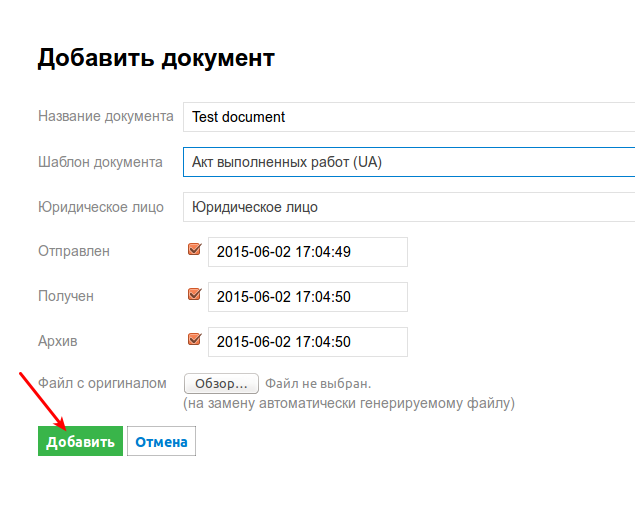 Добавить документ
Название документа Test document
Шаблон документа Акт выполненных работ (UA)
Юридическое лицо Юридическое лицо
Отправлен 2015-06-02 17:04:49
Получен 2015-06-02 17:04:50
Архив 2015-06-02 17:04:50
Файл с оригиналом Обзор... Файл не выбран.
(на замену автоматически генерируемому файлу)
Добавить Отмена